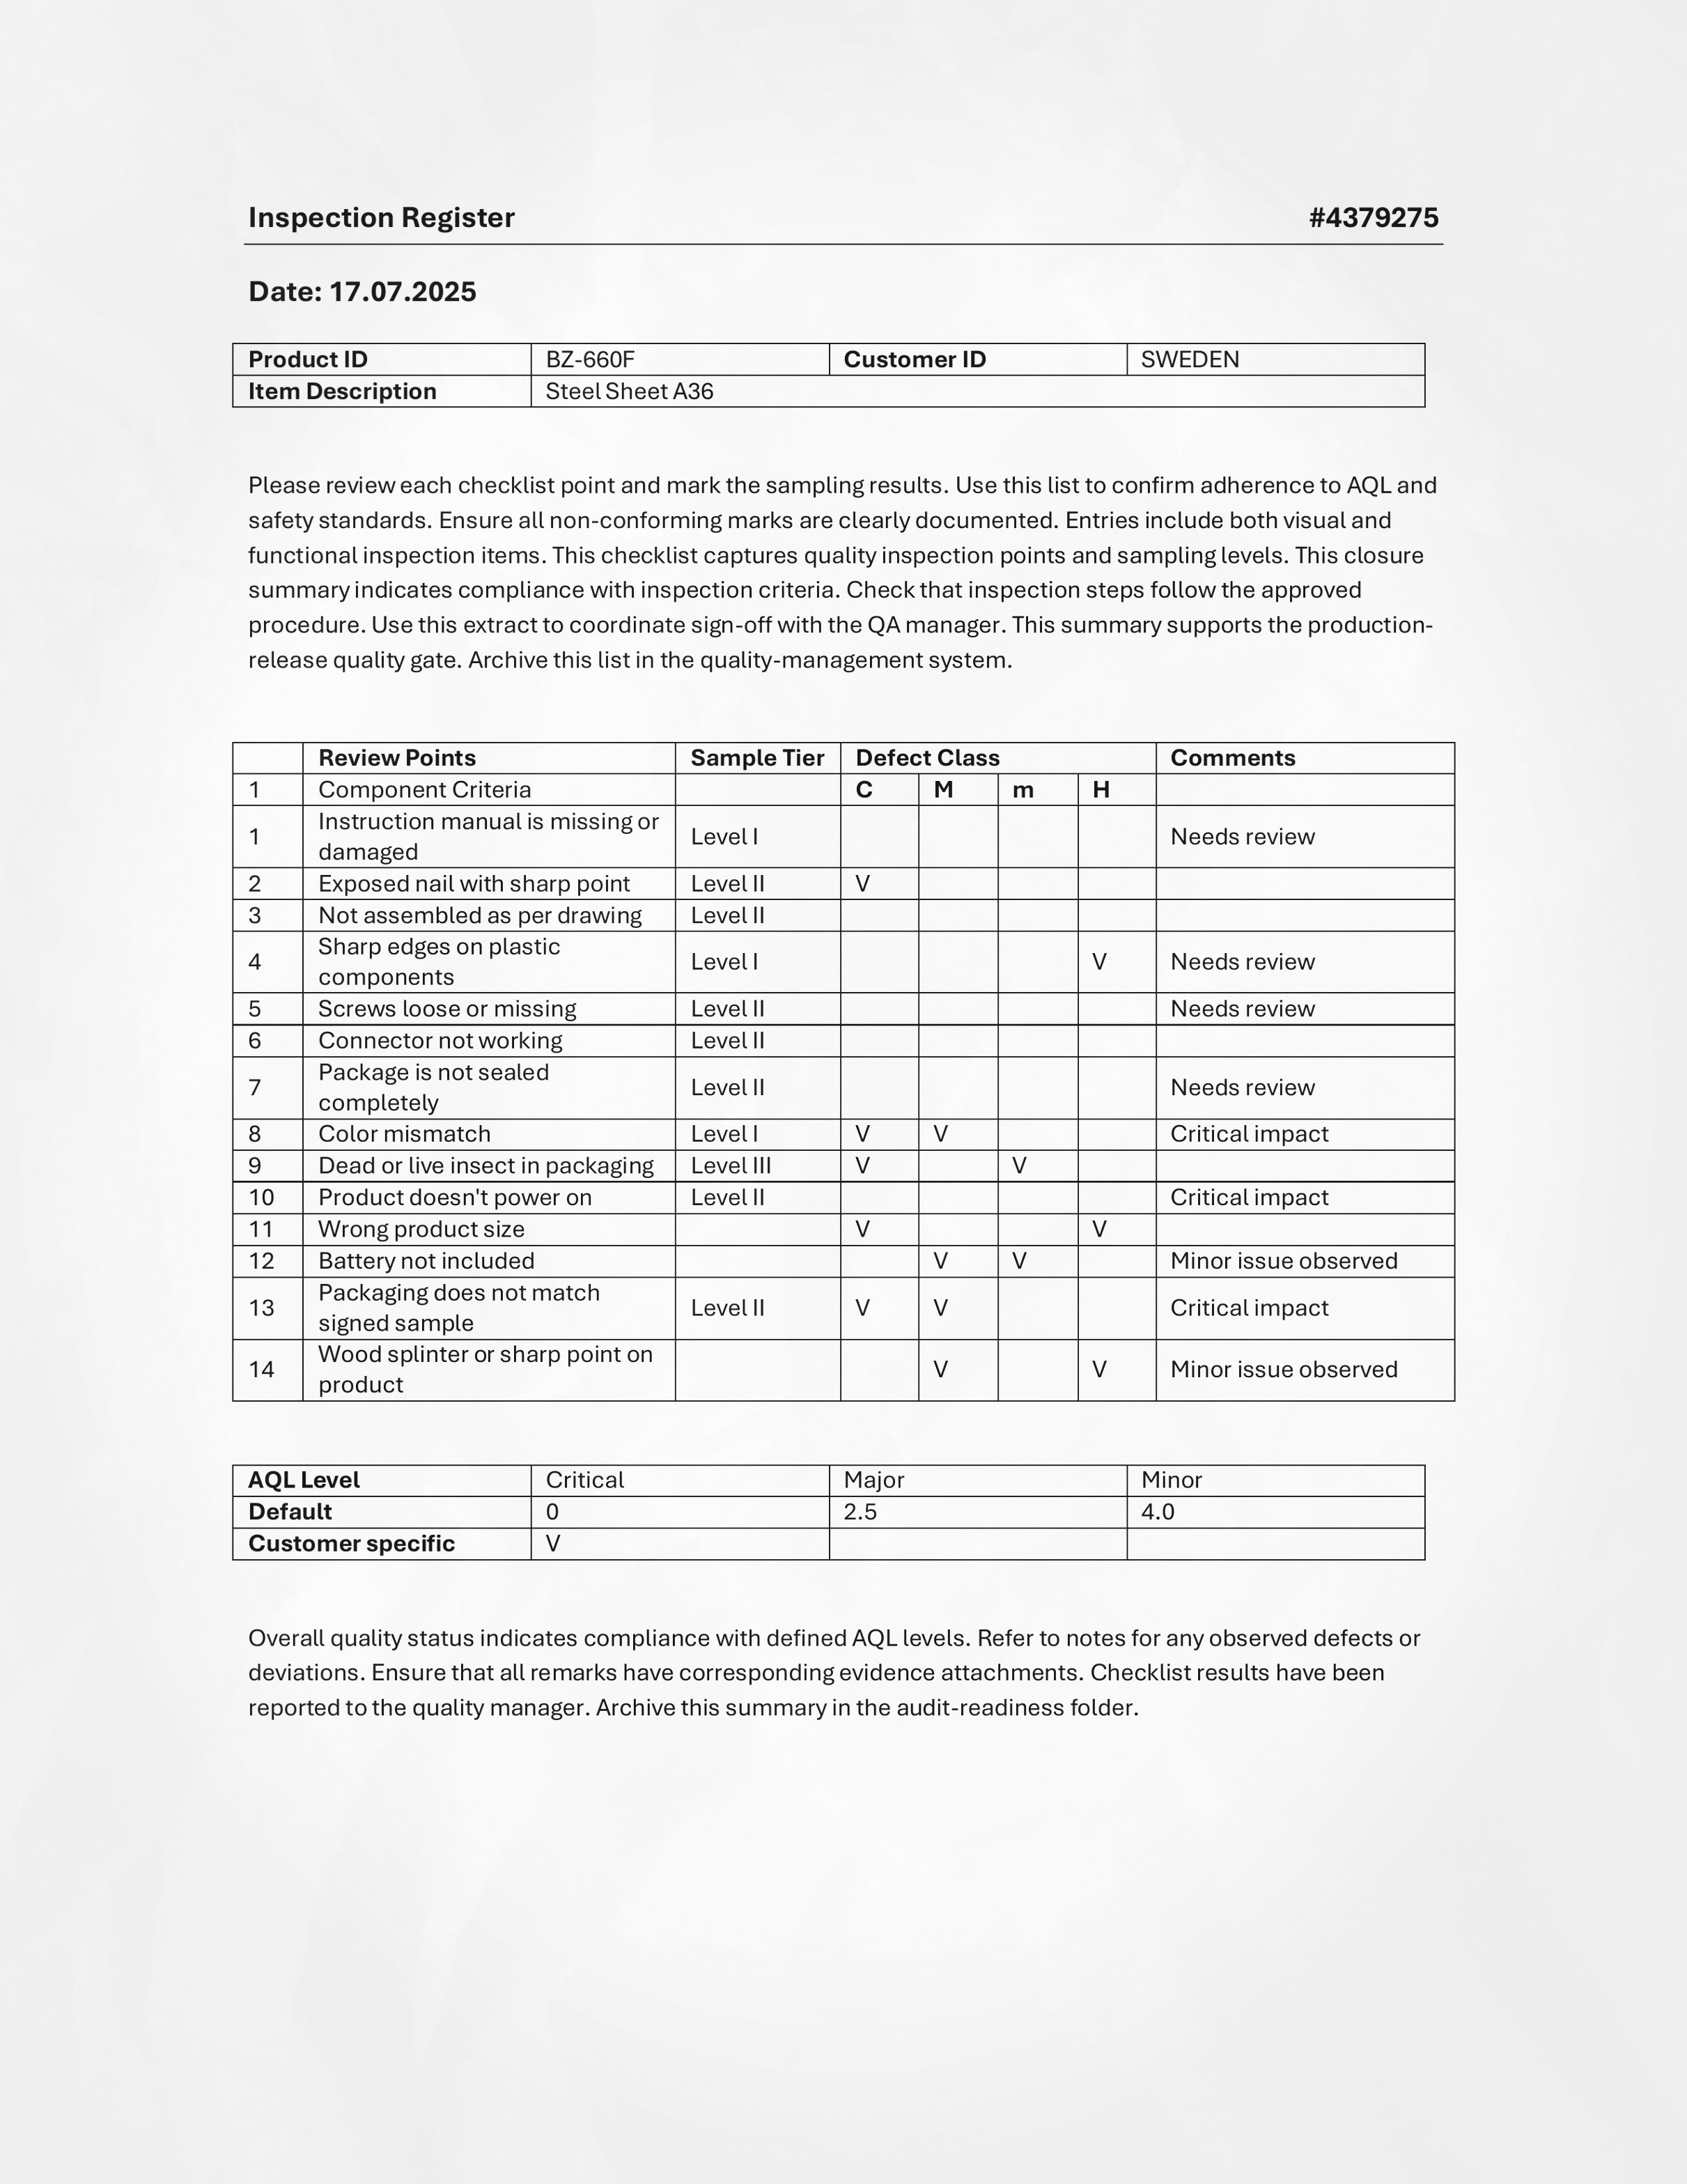 Inspection Register #4379275
Date: 17.07.2025
Product ID BZ-660F Customer ID SWEDEN
Item Description Steel Sheet A36
Please review each checklist point and mark the sampling results. Use this list to confirm adherence to AQL and
safety standards. Ensure all non-conforming marks are clearly documented. Entries include both visual and
functional inspection items. This checklist captures quality inspection points and sampling levels. This closure
summary indicates compliance with inspection criteria. Check that inspection steps follow the approved
procedure. Use this extract to coordinate sign-off with the QA manager. This summary supports the production-
release quality gate. Archive this list in the quality-management system.
Review Points Sample Tier Defect Class Comments
1 Component Criteria C M m H
1 Instruction manual is missing or
damaged Level I Needs review
2 Exposed nail with sharp point Level II V
3 Not assembled as per drawing Level II
4 Sharp edges on plastic
components Level I V Needs review
5 Screws loose or missing Level II Needs review
6 Connector not working Level II
7 Package is not sealed
completely Level II Needs review
8 Color mismatch Level I V V Critical impact
9 Dead or live insect in packaging Level III V V
10 Product doesn't power on Level II Critical impact
11 Wrong product size V V
12 Battery not included V V Minor issue observed
13 Packaging does not match
signed sample Level II V V Critical impact
14 Wood splinter or sharp point on
product V V Minor issue observed
AQL Level Critical Major Minor
Default 0 2.5 4.0
Customer specific V
Overall quality status indicates compliance with defined AQL levels. Refer to notes for any observed defects or
deviations. Ensure that all remarks have corresponding evidence attachments. Checklist results have been
reported to the quality manager. Archive this summary in the audit-readiness folder.